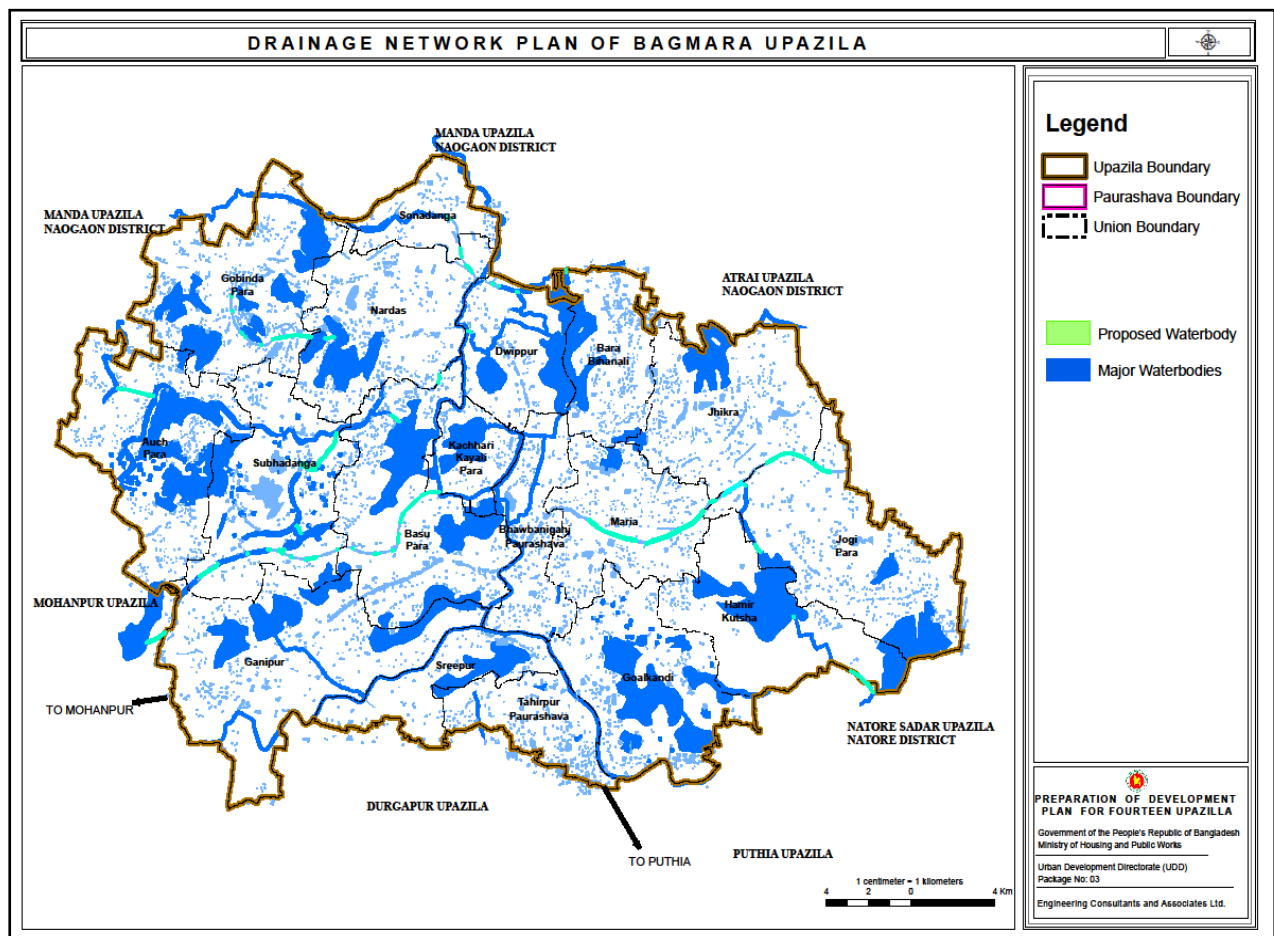 DRAINAGE NETWORK PLAN OF BAGMARA UPAZILA
MANDA UPAZILA
NAOGAON DISTRICT
MANDA UPAZILA
NAOGAON DISTRICT
Sonadanga
Gobinda
Para
Nardas
ATRAI UPAZILA
NAOGAON DISTRICT
Dwippur
Bara
Bihanali
Jhikra
Auch
Para
Subhadanga
Kachhari
Kayali
Para
Basu
Para
Bhawbanigahj
Paurashava
Maria
Jogi
Para
MOHANPUR UPAZILA
Hamir
Kutsha
Ganipur
Sreepur
Goalkandi
Tahirpur
Paurashava
TO MOHANPUR
NATORE SADAR UPAZILA
NATORE DISTRICT
DURGAPUR UPAZILA
TO PUTHIA
PUTHIA UPAZILA
1 centimeter = 1 kilometers
4 2 0 4 Km
Legend
Upazila Boundary
Paurashava Boundary
Union Boundary
Proposed Waterbody
Major Waterbodies
PREPARATION OF DEVELOPMENT
PLAN FOR FOURTEEN UPAZILLA
Government of the People's Republic of Bangladesh
Ministry of Housing and Public Works
Urban Development Directorate (UDD)
Package No: 03
Engineering Consultants and Associates Ltd.